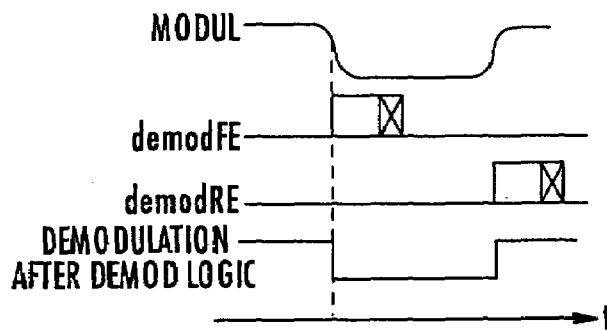 MODUL
demodFE
demodRE
DEMODULATION
AFTER DEMOD LOGIC
t